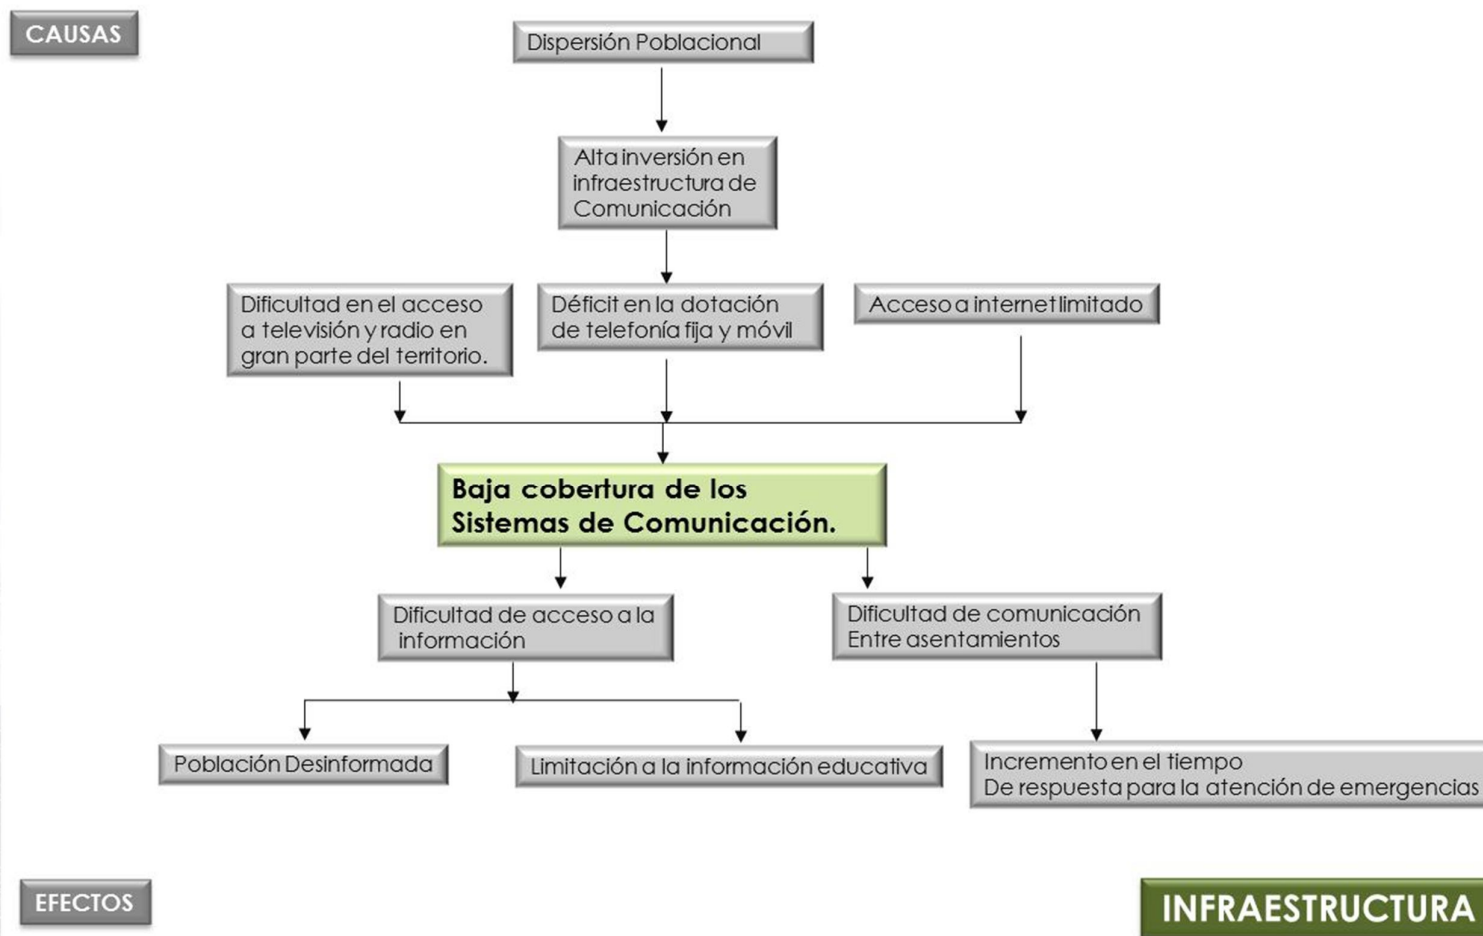 CAUSAS
Dispersión Poblacional
Alta inversión en
infraestructura de
Comunicación
Dificultad en el acceso
a televisión y radio en
gran parte del territorio.
Déficit en la dotación
de telefonía fija y móvil
Acceso a internet limitado
Baja cobertura de los
Sistemas de Comunicación.
Dificultad de acceso a la
información
Dificultad de comunicación
Entre asentamientos
Población Desinformada
Limitación a la información educativa
Incremento en el tiempo
De respuesta para la atención de emergencias
EFECTOS
INFRAESTRUCTURA